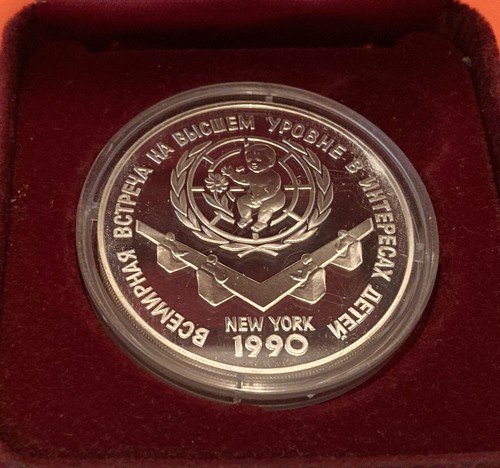 ВСЕМИРНАЯ ВСТРЕЧА НА ВЫСШЕМ УРОВНЕ В ИНТЕРЕСАХ ДЕТЕЙ
NEW YORK
1990